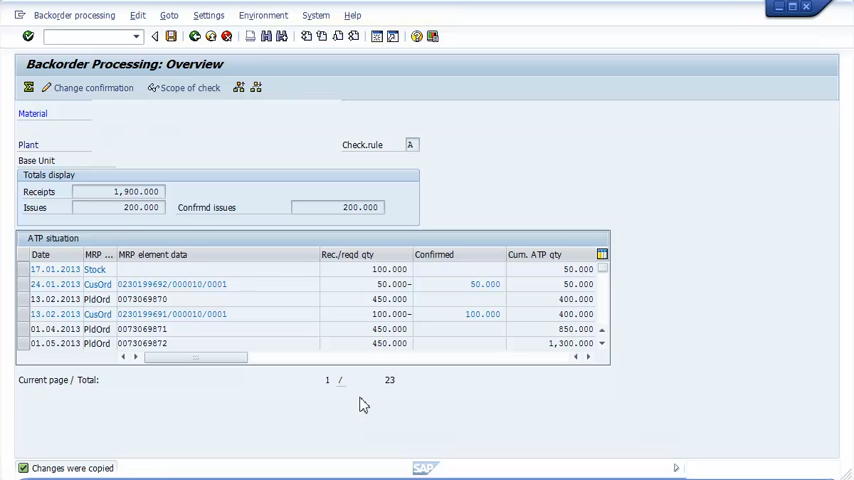 Backorder processing Edit Goto Settings Environment System Help
Backorder Processing: Overview
Change confirmation Scope of check
Material
Plant Check.rule A
Base Unit
Totals display
Receipts 1,900.000
Issues 200.000 Confrmd issues 200.000
ATP situation
Date MRP ... MRP element data Rec./reqd qty Confirmed Cum. ATP qty
17.01.2013 Stock 100.000 50.000
24.01.2013 CusOrd 0230199692/000010/0001 50.000- 50.000 50.000
13.02.2013 PldOrd 0073069870 450.000 400.000
13.02.2013 CusOrd 0230199691/000010/0001 100.000- 100.000 400.000
01.04.2013 PldOrd 0073069871 450.000 850.000
01.05.2013 PldOrd 0073069872 450.000 1,300.000
Current page / Total: 1 / 23
Changes were copied SAP